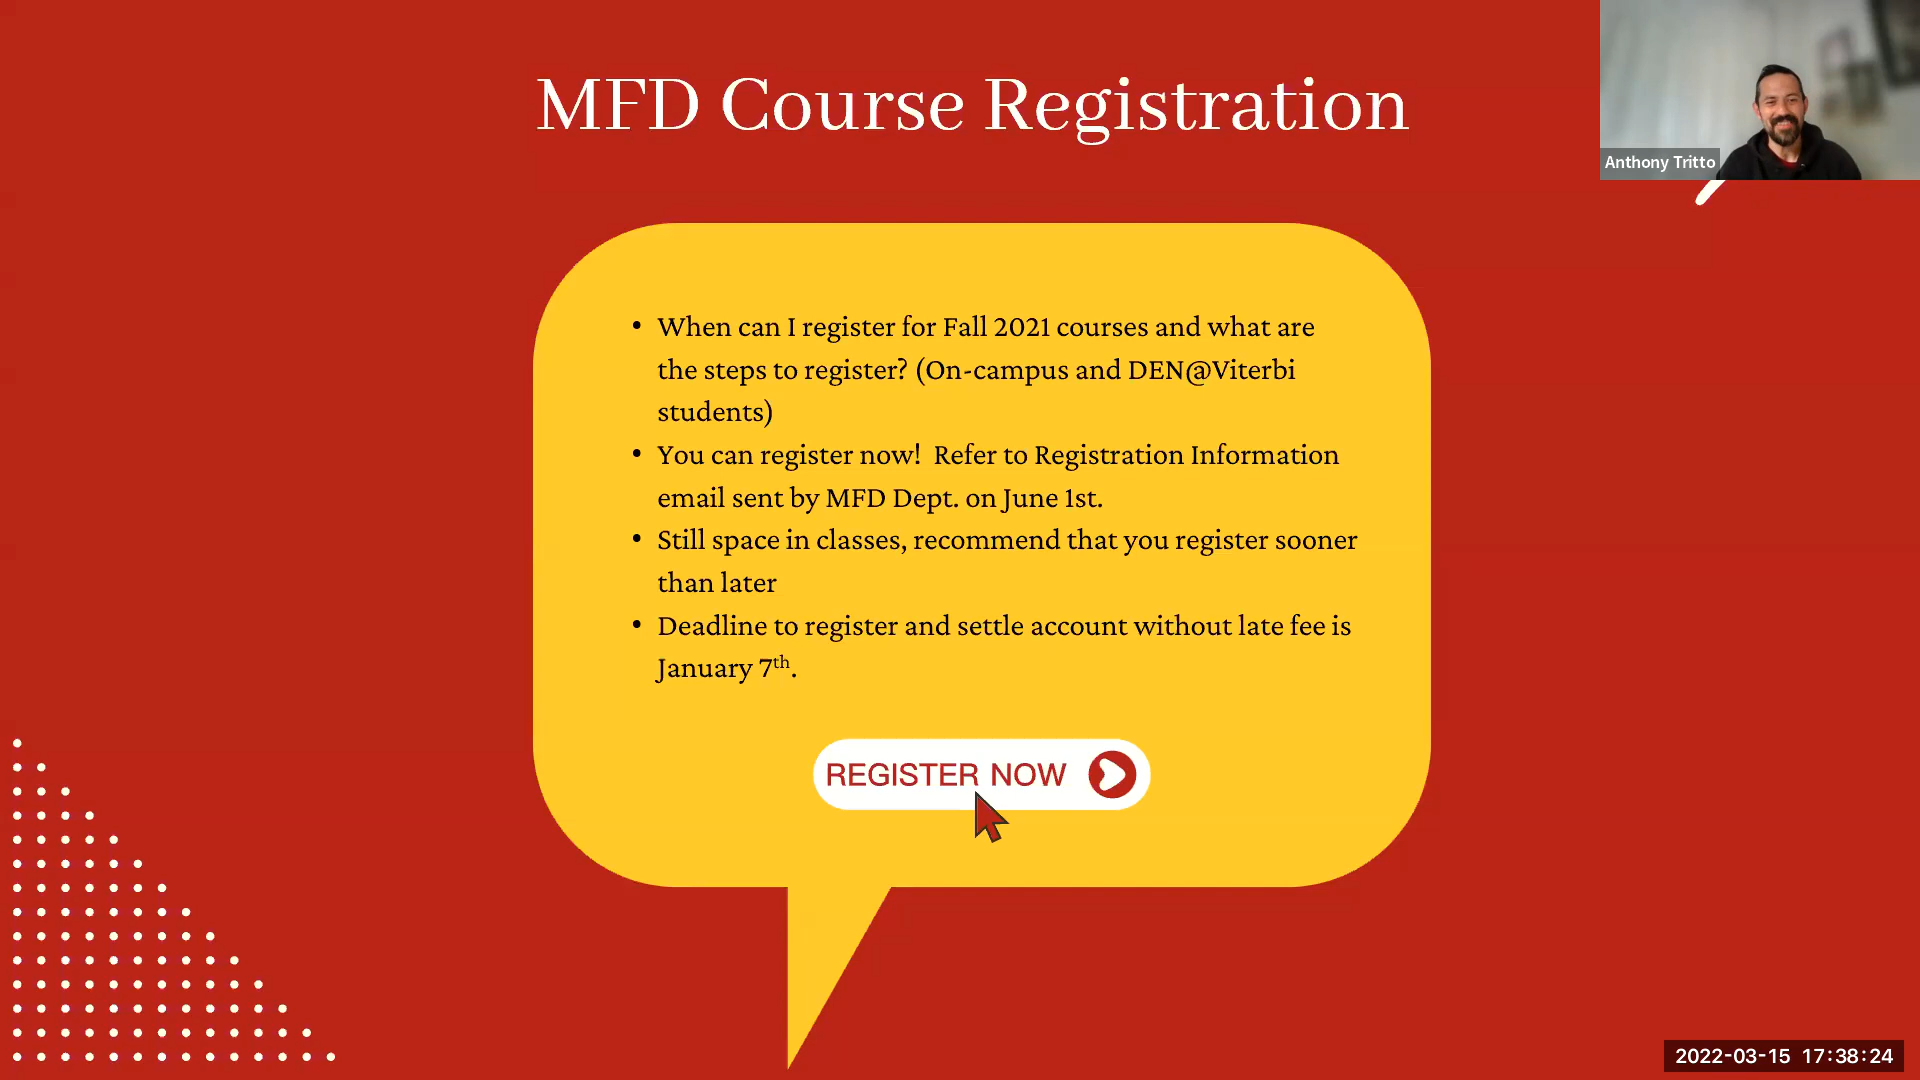 MFD Course Registration
Anthony Tritto
• When can I register for Fall 2021 courses and what are
the steps to register? (On-campus and DEN@Viterbi
students)
• You can register now!  Refer to Registration Information
email sent by MFD Dept. on June 1st.
• Still space in classes, recommend that you register sooner
than later
• Deadline to register and settle account without late fee is
January 7th.
REGISTER NOW
2022-03-15 17:38:24